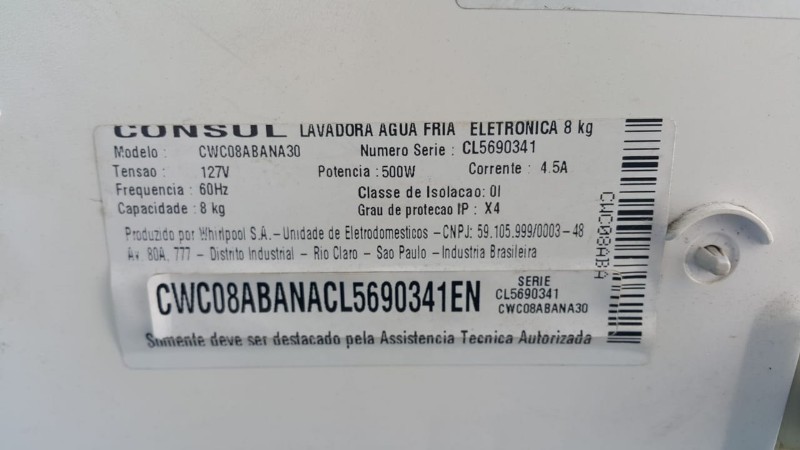 CONSUL LAVADORA AGUA FRIA ELETRONICA 8 kg
Modelo : CWC08ABANA30 Numero Serie : CL5690341
Tensao : 127V Potencia : 500W Corrente : 4.5A
Frequencia : 60Hz Classe de Isolacao: 0I
Capacidade : 8 kg Grau de protecao IP : X4
Produzido por Whirlpool S.A.-Unidade de Eletrodomesticos - CNPJ: 59.105.999/0003-48
Av. 80A, 777 - Distrito Industrial - Rio Claro - Sao Paulo - Industria Brasileira
CWC08ABANACL5690341EN
SERIE
CL5690341
CWC08ABANA30
Somente deve ser destacado pela Assistencia Tecnica Autorizada
CWC08ABA